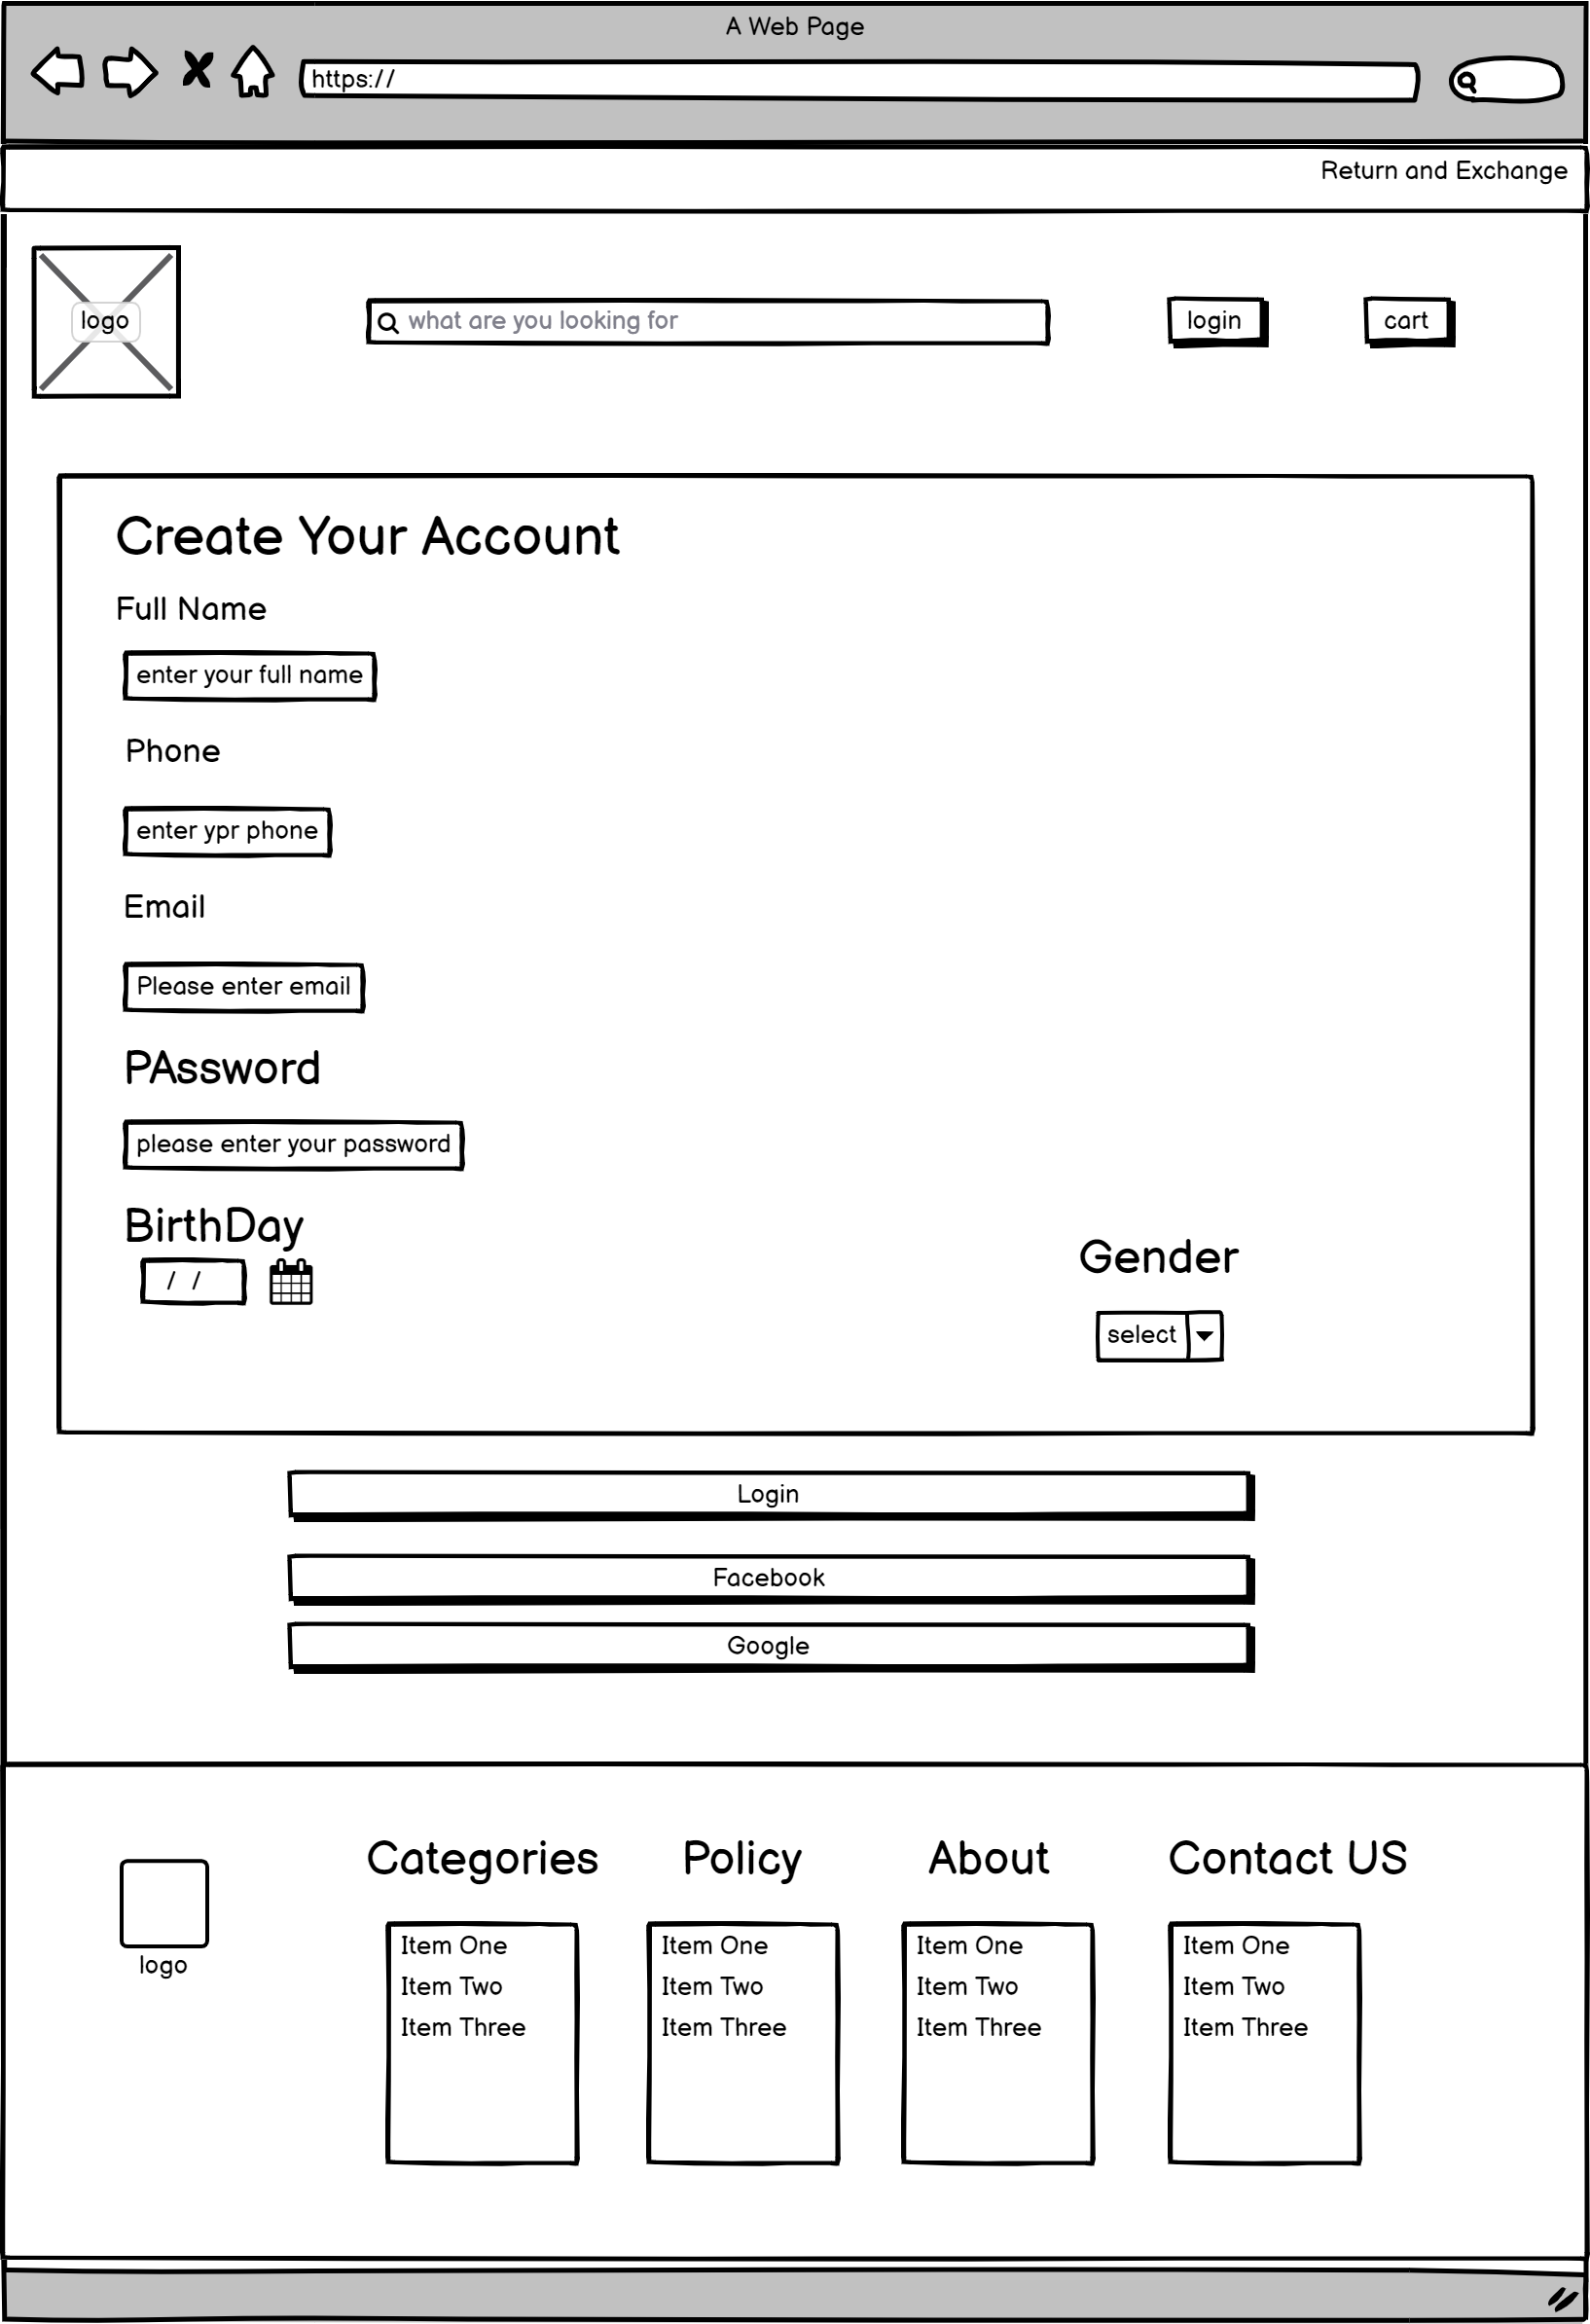 A Web Page
https://
Return and Exchange
logo
what are you looking for
login
cart
Create Your Account
Full Name
enter your full name
Phone
enter ypr phone
Email
Please enter email
PAssword
please enter your password
BirthDay
/ /
Gender
select
Login
Facebook
Google
logo
Categories
Item One
Item Two
Item Three
Policy
Item One
Item Two
Item Three
About
Item One
Item Two
Item Three
Contact US
Item One
Item Two
Item Three